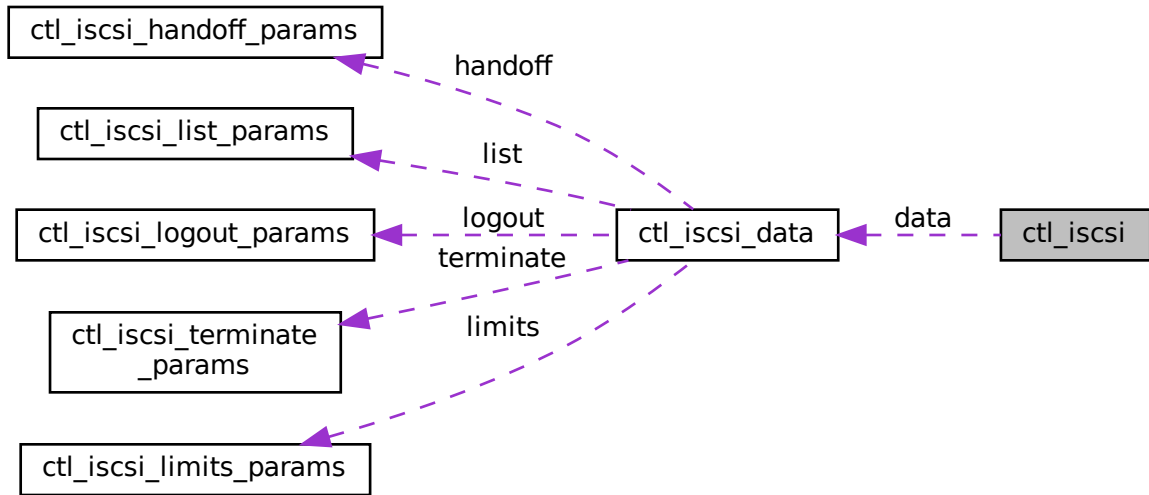 ctl_iscsi_handoff_params
handoff
ctl_iscsi_list_params
list
ctl_iscsi_logout_params
logout
ctl_iscsi_data
data
ctl_iscsi
terminate
ctl_iscsi_terminate
_params
limits
ctl_iscsi_limits_params